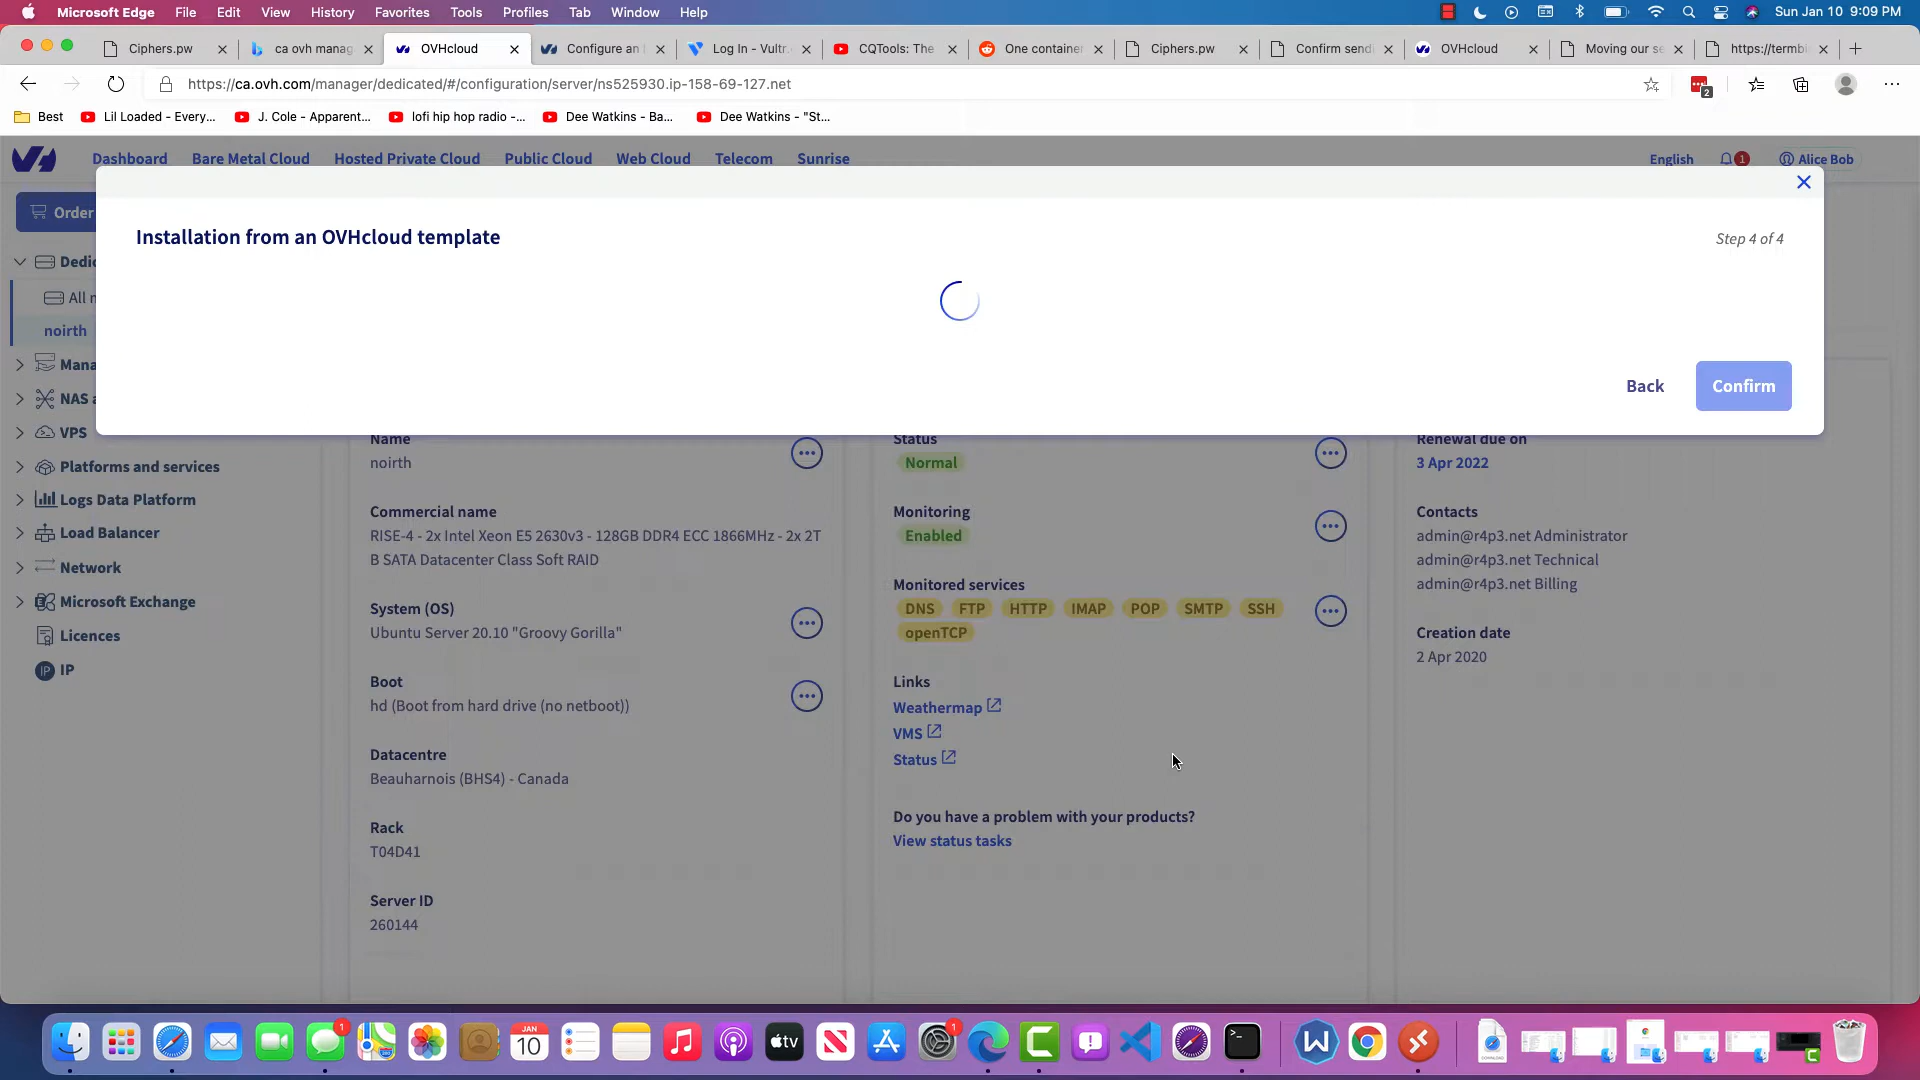 Microsoft Edge File Edit View History Favorites Tools Profiles Tab Window Help Sun Jan 10 9:09 PM
Ciphers.pw ca ovh manag OVHcloud Configure an Log In - Vultr.c CQTools: The One container Ciphers.pw Confirm send OVHcloud Moving our se https://termbi
https://ca.ovh.com/manager/dedicated/#/configuration/server/ns525930.ip-158-69-127.net 2
Best Lil Loaded - Every... J. Cole - Apparent... lofi hip hop radio -... Dee Watkins - Ba... Dee Watkins - "St...
Dashboard Bare Metal Cloud Hosted Private Cloud Public Cloud Web Cloud Telecom Sunrise English 1 Alice Bob
Order
Installation from an OVHcloud template Step 4 of 4
Back Confirm
Dedic
All m
noirth
Mana
NAS a
VPS
Platforms and services
Logs Data Platform
Load Balancer
Network
Microsoft Exchange
Licences
IP IP
Name
noirth
Commercial name
RISE-4 - 2x Intel Xeon E5 2630v3 - 128GB DDR4 ECC 1866MHz - 2x 2T
B SATA Datacenter Class Soft RAID
System (OS)
Ubuntu Server 20.10 "Groovy Gorilla"
Boot
hd (Boot from hard drive (no netboot))
Datacentre
Beauharnois (BHS4) - Canada
Rack
T04D41
Server ID
260144
Status
Normal
Monitoring
Enabled
Monitored services
DNS FTP HTTP IMAP POP SMTP SSH
openTCP
Links
Weathermap
VMS
Status
Do you have a problem with your products?
View status tasks
Renewal due on
3 Apr 2022
Contacts
admin@r4p3.net Administrator
admin@r4p3.net Technical
admin@r4p3.net Billing
Creation date
2 Apr 2020
1 JAN 10 tv 1